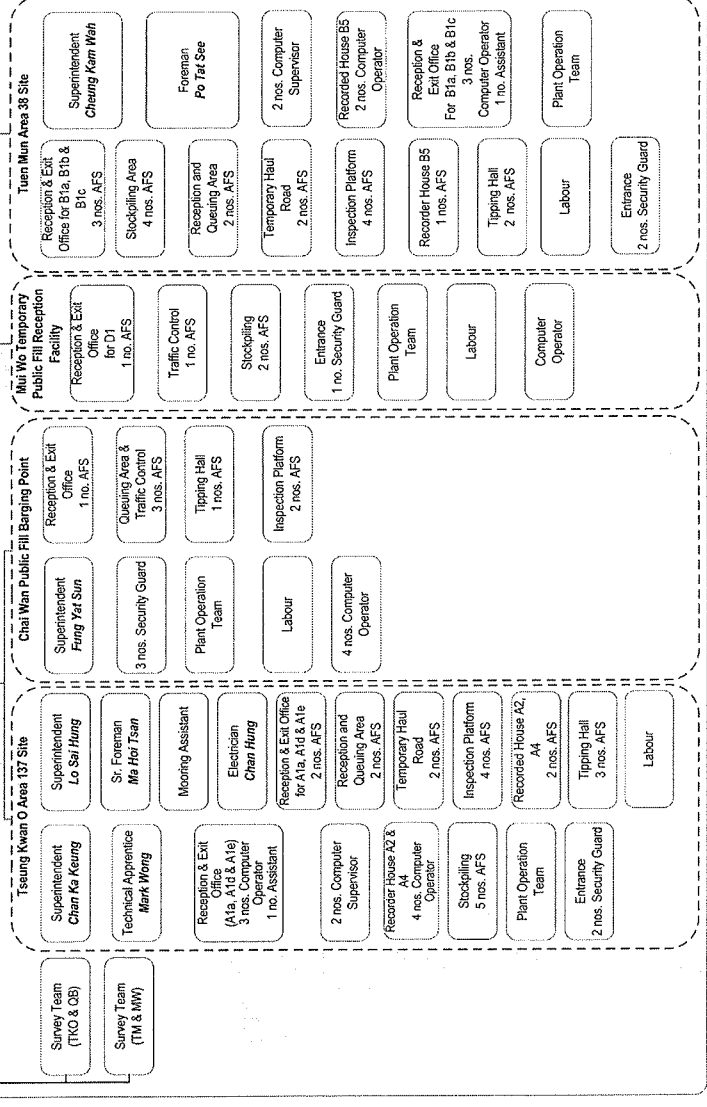 Survey Team
(TKO & QB)
Survey Team
(TM & MW)
Tseung Kwan O Area 137 Site
Superintendent
Chan Ka Keung
Technical Apprentice
Mark Wong
Reception & Exit
Office
(A1a, A1d & A1e)
3 nos. Computer
Operator
1 no. Assistant
2 nos. Computer
Supervisor
Recorder House A2 &
A4
4 nos. Computer
Operator
Stockpiling
5 nos. AFS
Plant Operation
Team
Entrance
2 nos. Security Guard
Superintendent
Lo Sai Hung
Sr. Foreman
Ma Hoi Tsan
Mooring Assistant
Electrician
Chan Hung
Reception & Exit Office
for A1a, A1d & A1e
2 nos. AFS
Reception and
Queuing Area
2 nos. AFS
Temporary Haul
Road
2 nos. AFS
Inspection Platform
4 nos. AFS
Recorded House A2,
A4
2 nos. AFS
Tipping Hall
3 nos. AFS
Labour
Chai Wan Public Fill Barging Point
Superintendent
Fung Yat Sun
3 nos. Security Guard
Plant Operation
Team
Labour
4 nos. Computer
Operator
Reception & Exit
Office
1 no. AFS
Queuing Area &
Traffic Control
3 nos. AFS
Tipping Hall
1 nos. AFS
Inspection Platform
2 nos. AFS
Mui Wo Temporary
Public Fill Reception
Facility
Reception & Exit
Office
for D1
1 no. AFS
Traffic Control
1 no. AFS
Stockpiling
2 nos. AFS
Entrance
1 no. Security Guard
Plant Operation
Team
Labour
Computer
Operator
Tuen Mun Area 38 Site
Reception & Exit
Office for B1a, B1b &
B1c
3 nos. AFS
Stockpiling Area
4 nos. AFS
Reception and
Queuing Area
2 nos. AFS
Temporary Haul
Road
2 nos. AFS
Inspection Platform
4 nos. AFS
Recorder House B5
1 nos. AFS
Tipping Hall
2 nos. AFS
Labour
Entrance
2 nos. Security Guard
Superintendent
Cheung Kam Wah
Foreman
Po Tat See
2 nos. Computer
Supervisor
Recorded House B5
2 nos. Computer
Operator
Reception &
Exit Office
For B1a, B1b & B1c
3 nos.
Computer Operator
1 no. Assistant
Plant Operation
Team